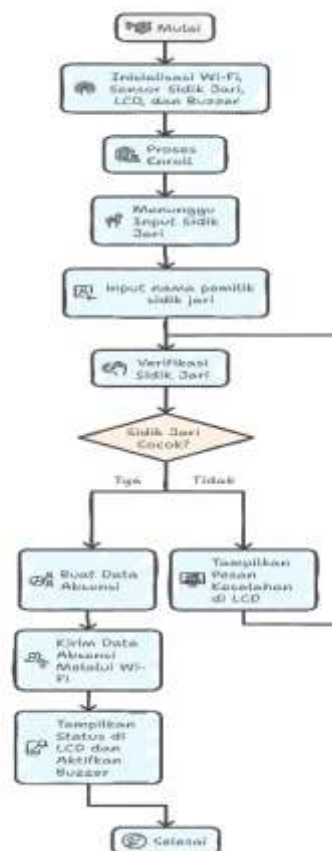 Mulai
Inisialisasi Wi-Fi,
Sensor Sidik Jari,
LCD, dan Buzzer
Proses
Enroll
Menunggu
Input Sidik
Jari
Input nama pemilik
sidik jari
Verifikasi
Sidik Jari
Sidik Jari
Cocok?
Iya
Tidak
Buat Data
Absensi
Tampilkan
Pesan
Kesalahan
di LCD
Kirim Data
Absensi
Melalui Wi-
Fi
Tampilkan
Status di
LCD dan
Aktifkan
Buzzer
Selesai